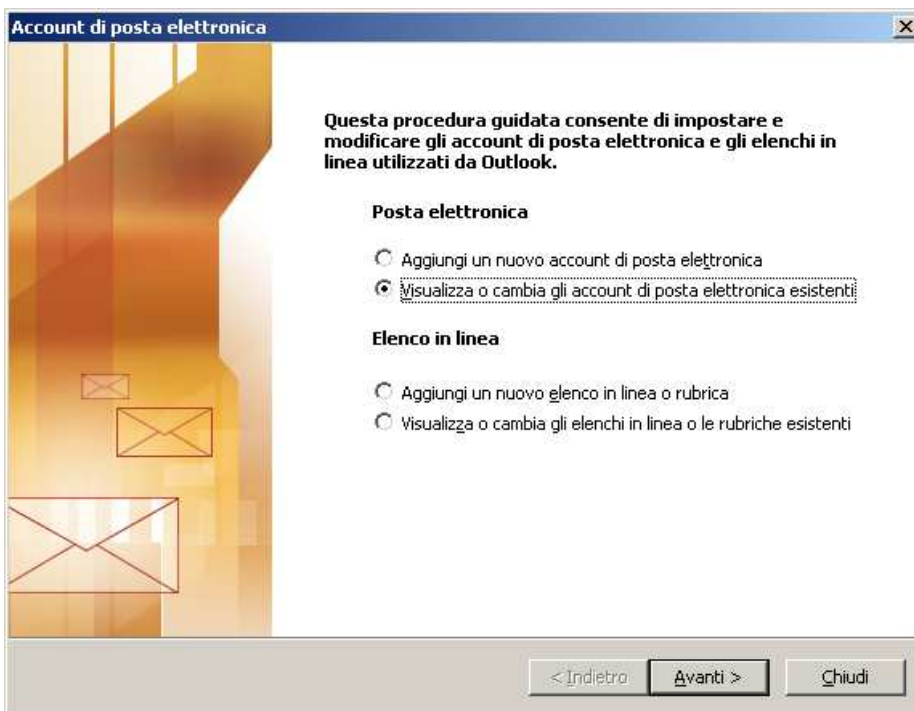 Account di posta elettronica
Questa procedura guidata consente di impostare e
modificare gli account di posta elettronica e gli elenchi in
linea utilizzati da Outlook.
Posta elettronica
Aggiungi un nuovo account di posta elettronica
Visualizza o cambia gli account di posta elettronica esistenti
Elenco in linea
Aggiungi un nuovo elenco in linea o rubrica
Visualizza o cambia gli elenchi in linea o le rubriche esistenti
< Indietro Avanti > Chiudi